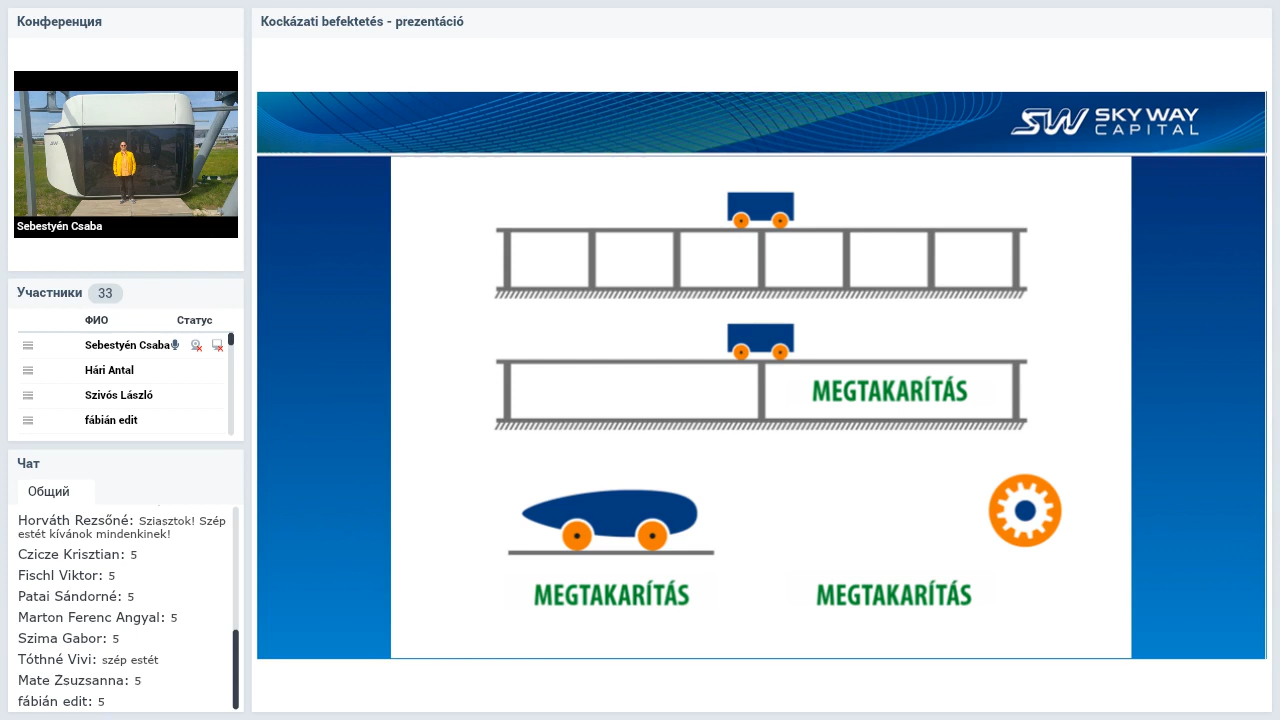 Конференция
Sebestyén Csaba
Участники 33
ФИО Статус
Sebestyén Csaba
Hári Antal
Szivós László
fábián edit
Чат
Общий
Horváth Rezsőné: Sziasztok! Szép
estét kívánok mindenkinek!
Czicze Krisztian: 5
Fischl Viktor: 5
Patai Sándorné: 5
Marton Ferenc Angyal: 5
Szima Gabor: 5
Tóthné Vivi: szép estét
Mate Zsuzsanna: 5
fábián edit: 5
Kockázati befektetés - prezentáció
SW SKY WAY
CAPITAL
MEGTAKARÍTÁS
MEGTAKARÍTÁS MEGTAKARÍTÁS